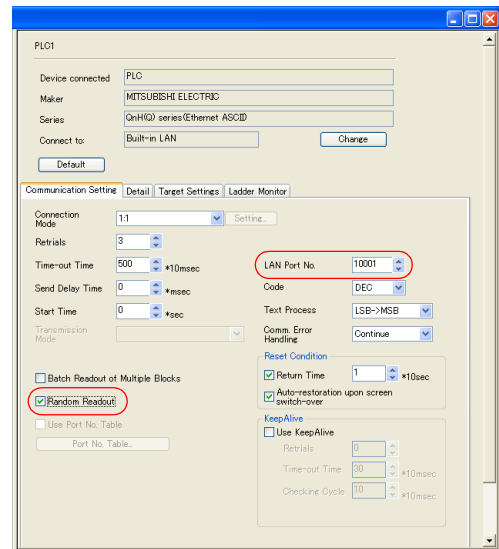 PLC1
Device connected PLC
Maker MITSUBISHI ELECTRIC
Series QnH(Q) series(Ethernet ASCII)
Connect to: Built-in LAN Change
Default
Communication Setting Detail Target Settings Ladder Monitor
Connection Mode 1:1 Setting...
Retrials 3
Time-out Time 500 *10msec
LAN Port No. 10001
Send Delay Time 0 *msec
Code DEC
Start Time 0 *sec
Text Process LSB->MSB
Transmission Mode
Comm. Error Handling Continue
Reset Condition
Return Time 1 *10sec
Batch Readout of Multiple Blocks
Auto-restoration upon screen switch-over
Random Readout
KeepAlive
Use Port No. Table
Use KeepAlive
Port No. Table...
Retrials 0
Time-out Time 30 *10msec
Checking Cycle 10 *10msec